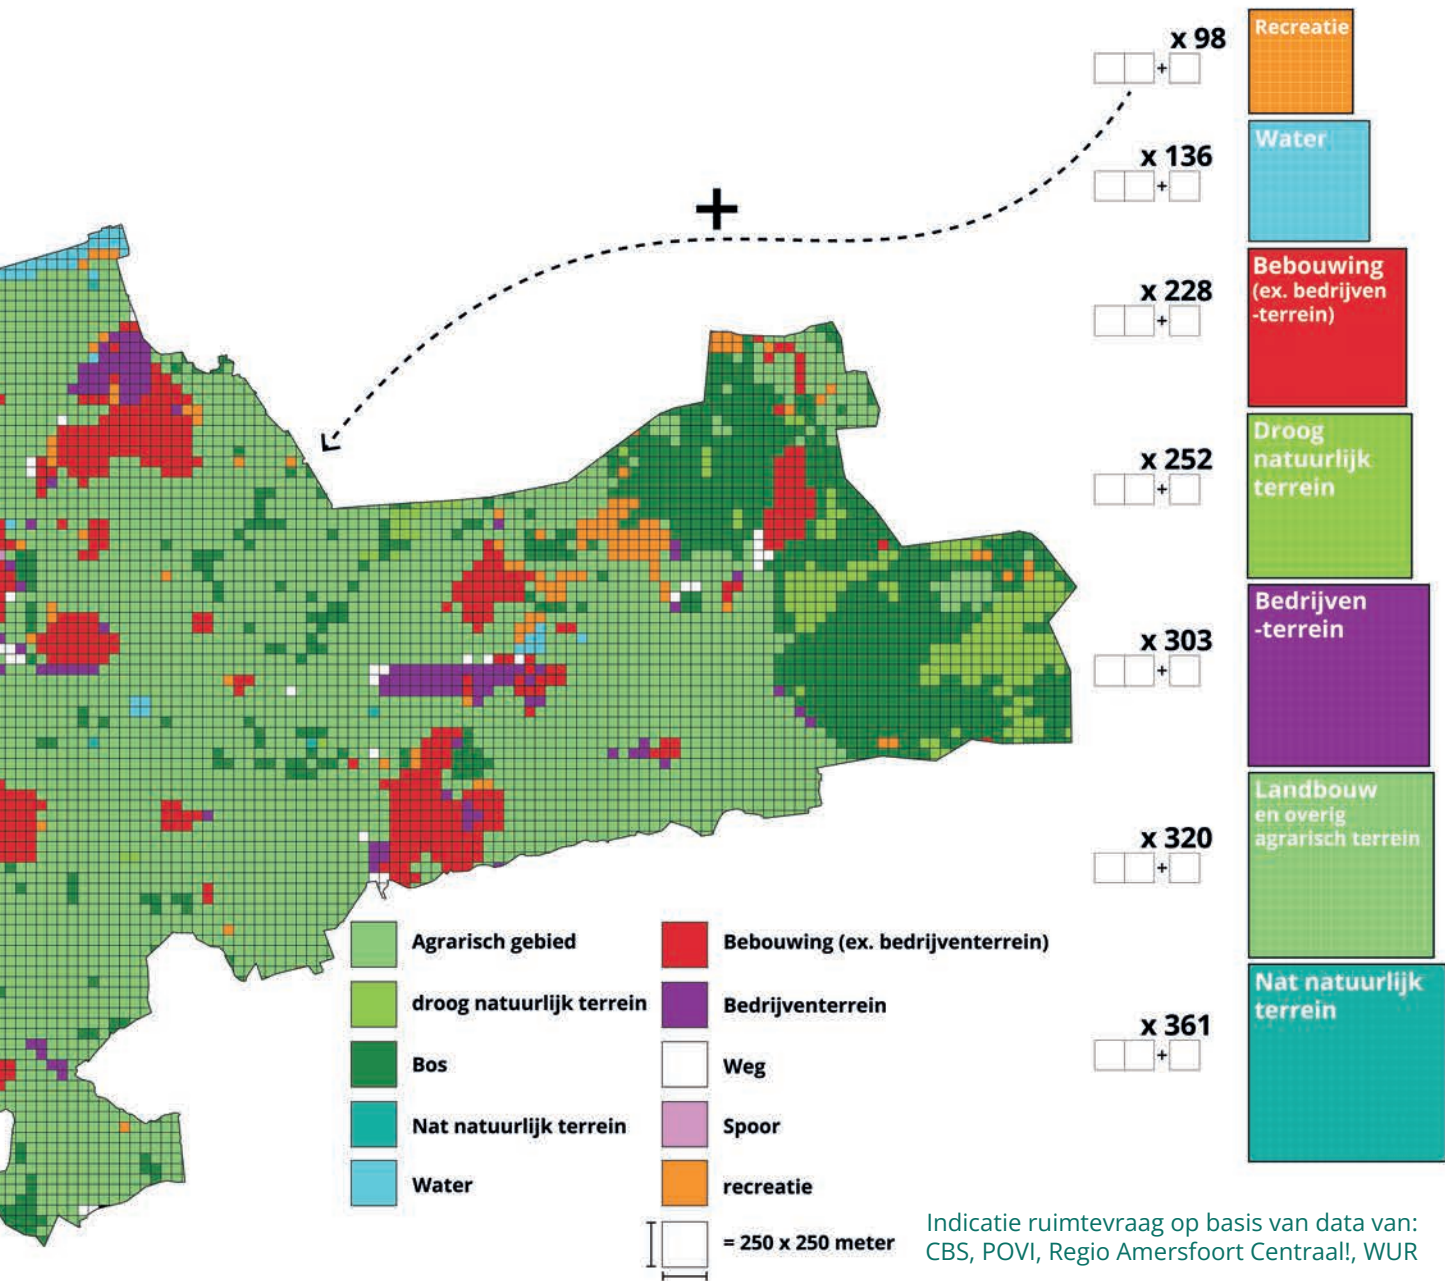 x 98
+
Recreatie
x 136
+
Water
+
x 228
+
Bebouwing
(ex. bedrijven
-terrein)
x 252
+
Droog
natuurlijk
terrein
x 303
+
Bedrijven
-terrein
x 320
+
Landbouw
en overig
agrarisch terrein
x 361
+
Nat natuurlijk
terrein
Agrarisch gebied
droog natuurlijk terrein
Bos
Nat natuurlijk terrein
Water
Bebouwing (ex. bedrijventerrein)
Bedrijventerrein
Weg
Spoor
recreatie
= 250 x 250 meter
Indicatie ruimtevraag op basis van data van:
CBS, POVI, Regio Amersfoort Centraal!, WUR